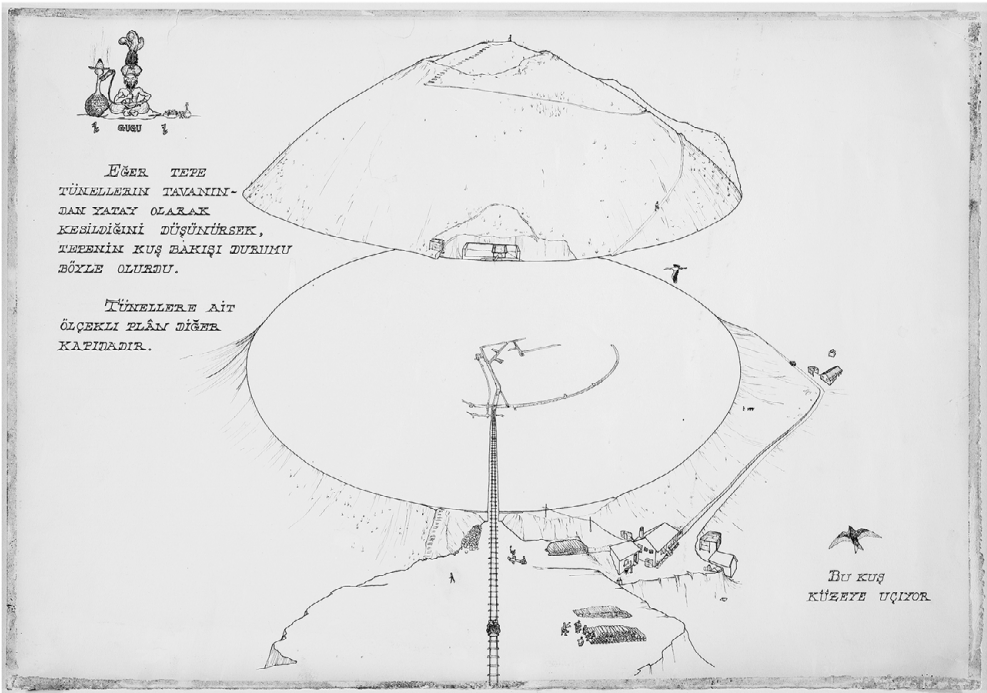 GUGU
EĞER TEPE
TÜNELLERİN TAVANIN-
DAN YATAY OLARAK
KESİLDİĞİNİ DÜŞÜNÜRSEK,
TEPENİN KUŞ BAKIŞI DURUMU
BÖYLE OLURDU.
TÜNELLERE AİT
ÖLÇEKLİ PLÂN DİĞER
KAPIDADIR.
BU KUŞ
KUZEYE UÇIYOR